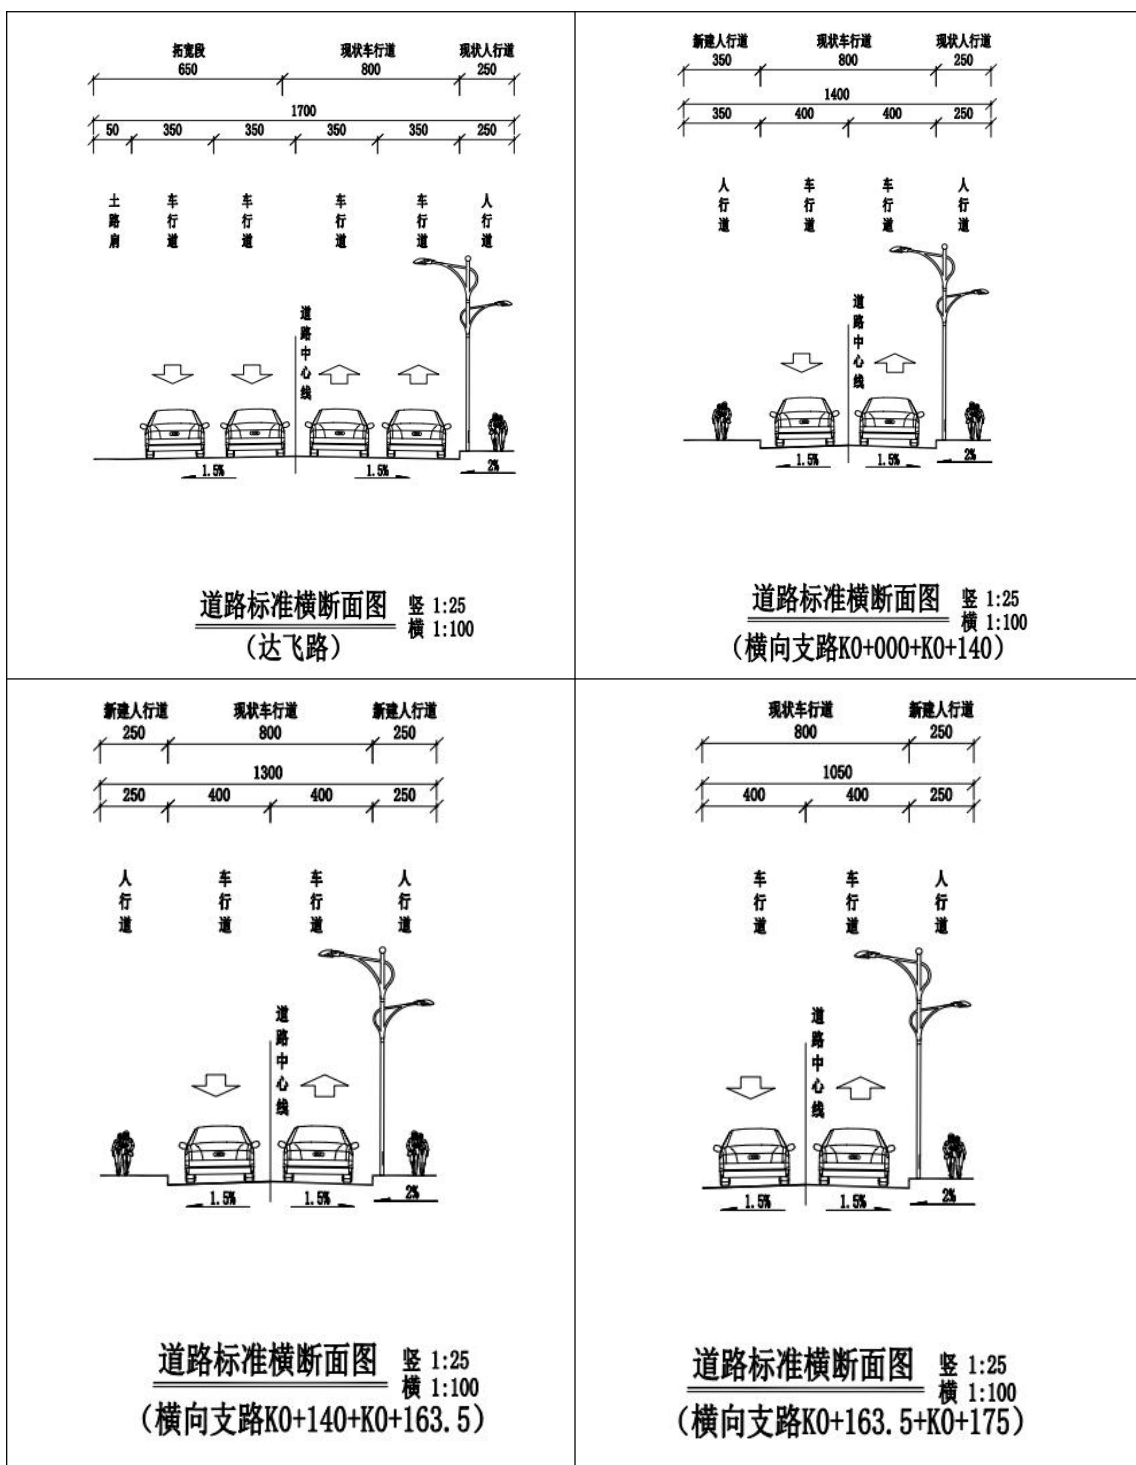 拓宽段 现状车行道 现状人行道
650 800 250
1700
50 350 350 350 350 250
土路肩 车行道 车行道 车行道 车行道 人行道
道路中心线
1.5% 1.5% 2%
道路标准横断面图 竖 1:25
横 1:100
（达飞路）
新建人行道 现状车行道 现状人行道
350 800 250
1400
350 400 400 250
人行道 车行道 车行道 人行道
道路中心线
1.5% 1.5% 2%
道路标准横断面图 竖 1:25
横 1:100
（横向支路K0+000+K0+140）
新建人行道 现状车行道 新建人行道
250 800 250
1300
250 400 400 250
人行道 车行道 车行道 人行道
道路中心线
1.5% 1.5% 2%
道路标准横断面图 竖 1:25
横 1:100
（横向支路K0+140+K0+163.5）
现状车行道 新建人行道
800 250
1050
400 400 250
车行道 车行道 人行道
道路中心线
1.5% 1.5% 2%
道路标准横断面图 竖 1:25
横 1:100
（横向支路K0+163.5+K0+175）